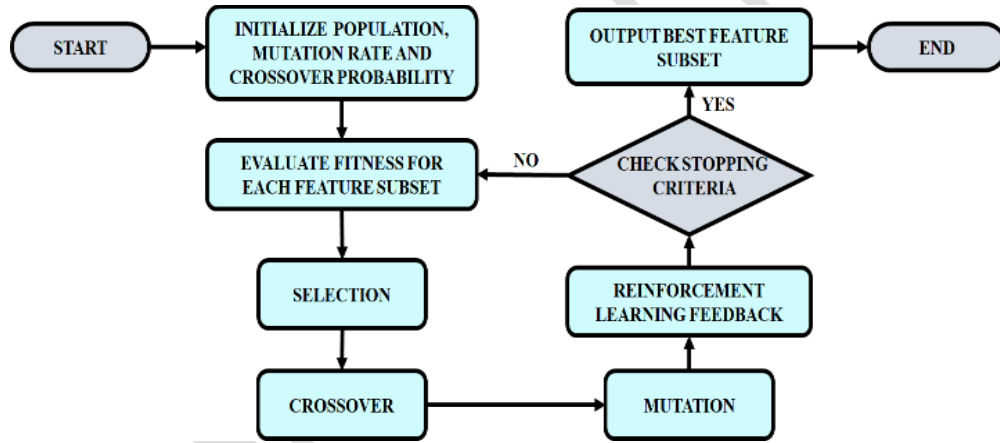 START
INITIALIZE POPULATION,
MUTATION RATE AND
CROSSOVER PROBABILITY
EVALUATE FITNESS FOR
EACH FEATURE SUBSET
SELECTION
CROSSOVER
MUTATION
REINFORCEMENT
LEARNING FEEDBACK
CHECK STOPPING
CRITERIA
NO
YES
OUTPUT BEST FEATURE
SUBSET
END